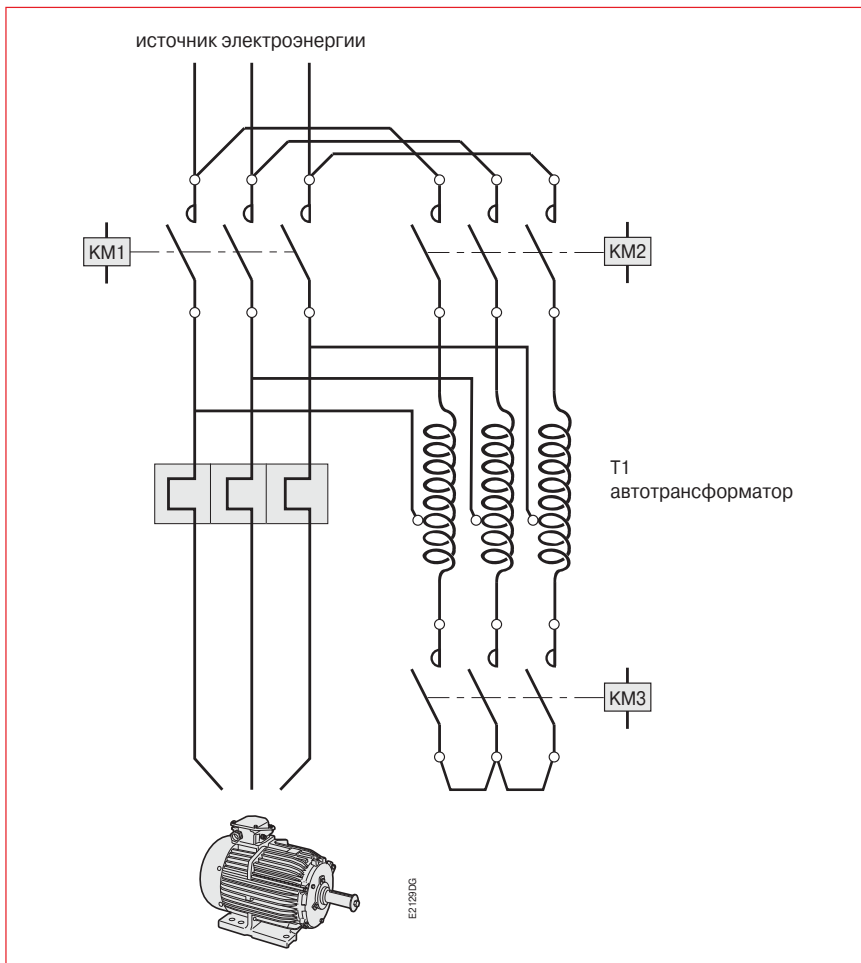 источник электроэнергии
KM1
KM2
T1
автотрансформатор
KM3
E2129DG